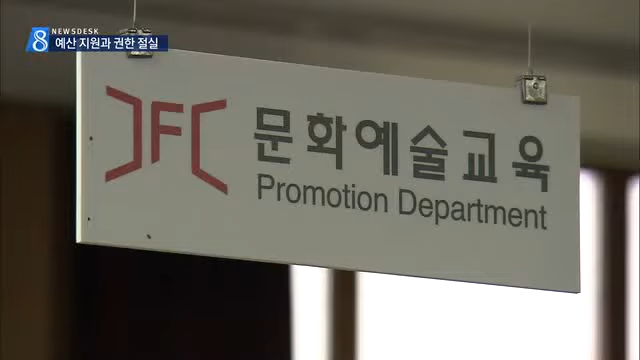 8 NEWSDESK
예산 지원과 권한 절실
JFC 문화예술교육
Promotion Department